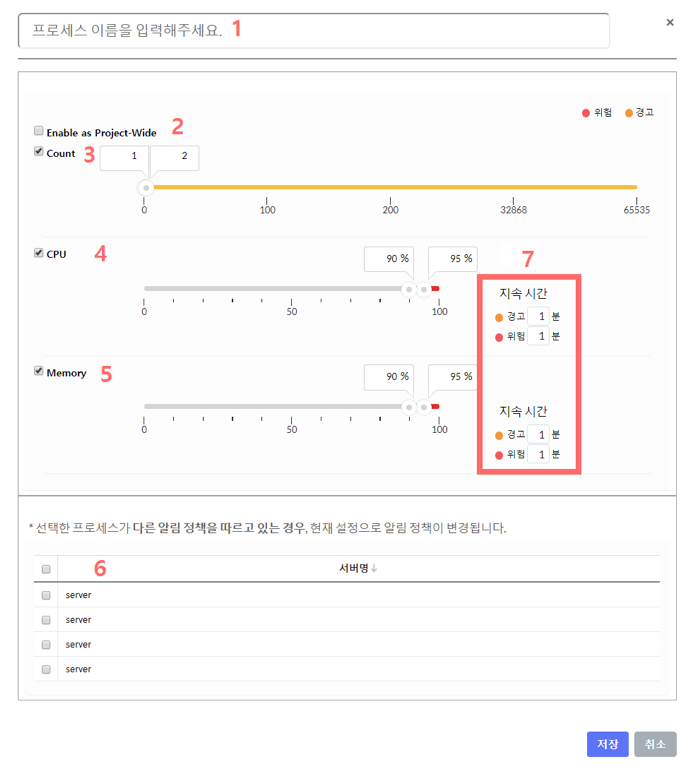 프로세스 이름을 입력해주세요. 1
×
위험 경고
Enable as Project-Wide 2
Count 3 1 2
0 100 200 32868 65535
CPU 4 90 % 95 % 7
0 50 100
지속 시간
경고 1 분
위험 1 분
Memory 5 90 % 95 %
0 50 100
지속 시간
경고 1 분
위험 1 분
* 선택한 프로세스가 다른 알림 정책을 따르고 있는 경우, 현재 설정으로 알림 정책이 변경됩니다.
6 서버명↓
server
server
server
server
저장 취소